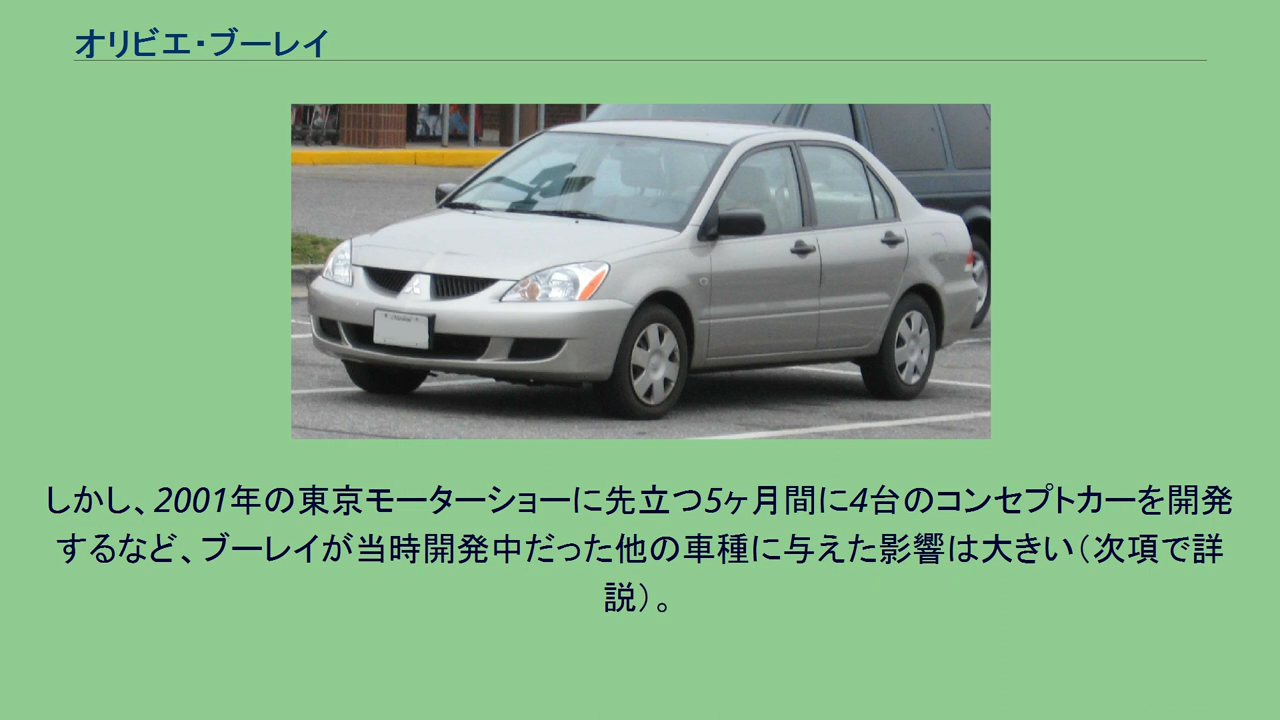 オリビエ・ブーレイ
しかし、2001年の東京モーターショーに先立つ5ヶ月間に4台のコンセプトカーを開発
するなど、ブーレイが当時開発中だった他の車種に与えた影響は大きい（次項で詳
説）。